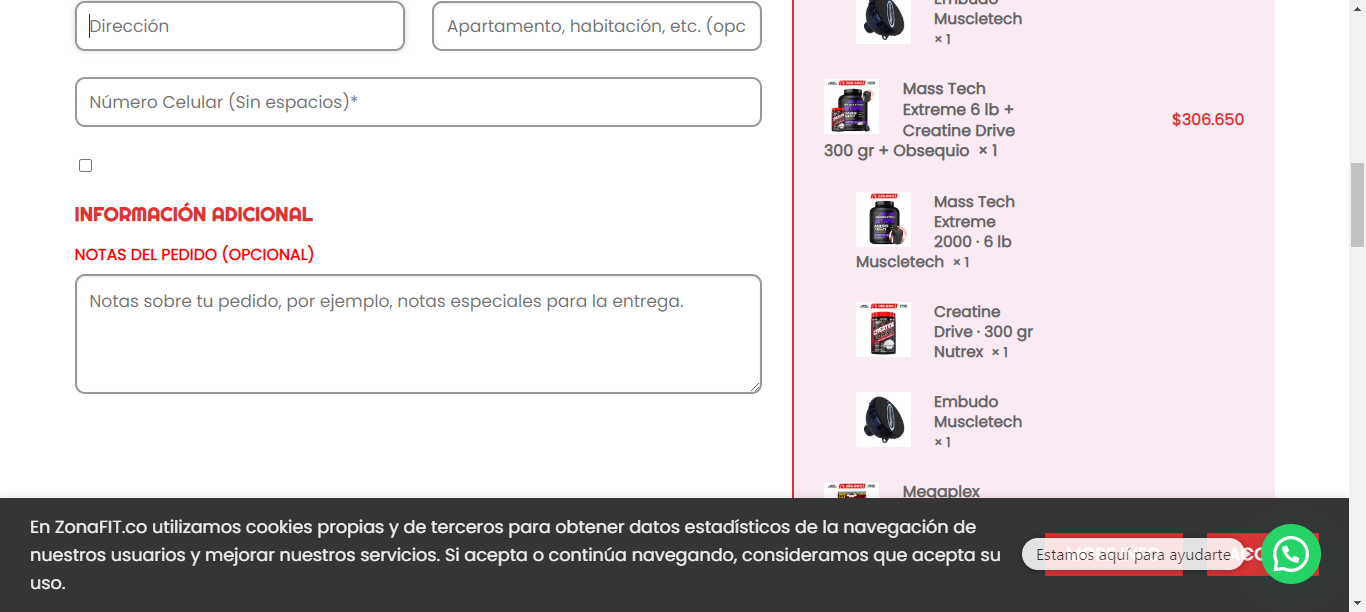 Dirección
Apartamento, habitación, etc. (opc
Número Celular (Sin espacios)*
INFORMACIÓN ADICIONAL
NOTAS DEL PEDIDO (OPCIONAL)
Notas sobre tu pedido, por ejemplo, notas especiales para la entrega.
Embudo
Muscletech
× 1
Mass Tech
Extreme 6 lb +
Creatine Drive
300 gr + Obsequio × 1
$306.650
Mass Tech
Extreme
2000 · 6 lb
Muscletech × 1
Creatine
Drive · 300 gr
Nutrex × 1
Embudo
Muscletech
× 1
Megaplex
En ZonaFIT.co utilizamos cookies propias y de terceros para obtener datos estadísticos de la navegación de
nuestros usuarios y mejorar nuestros servicios. Si acepta o continúa navegando, consideramos que acepta su
uso.
Estamos aquí para ayudarte